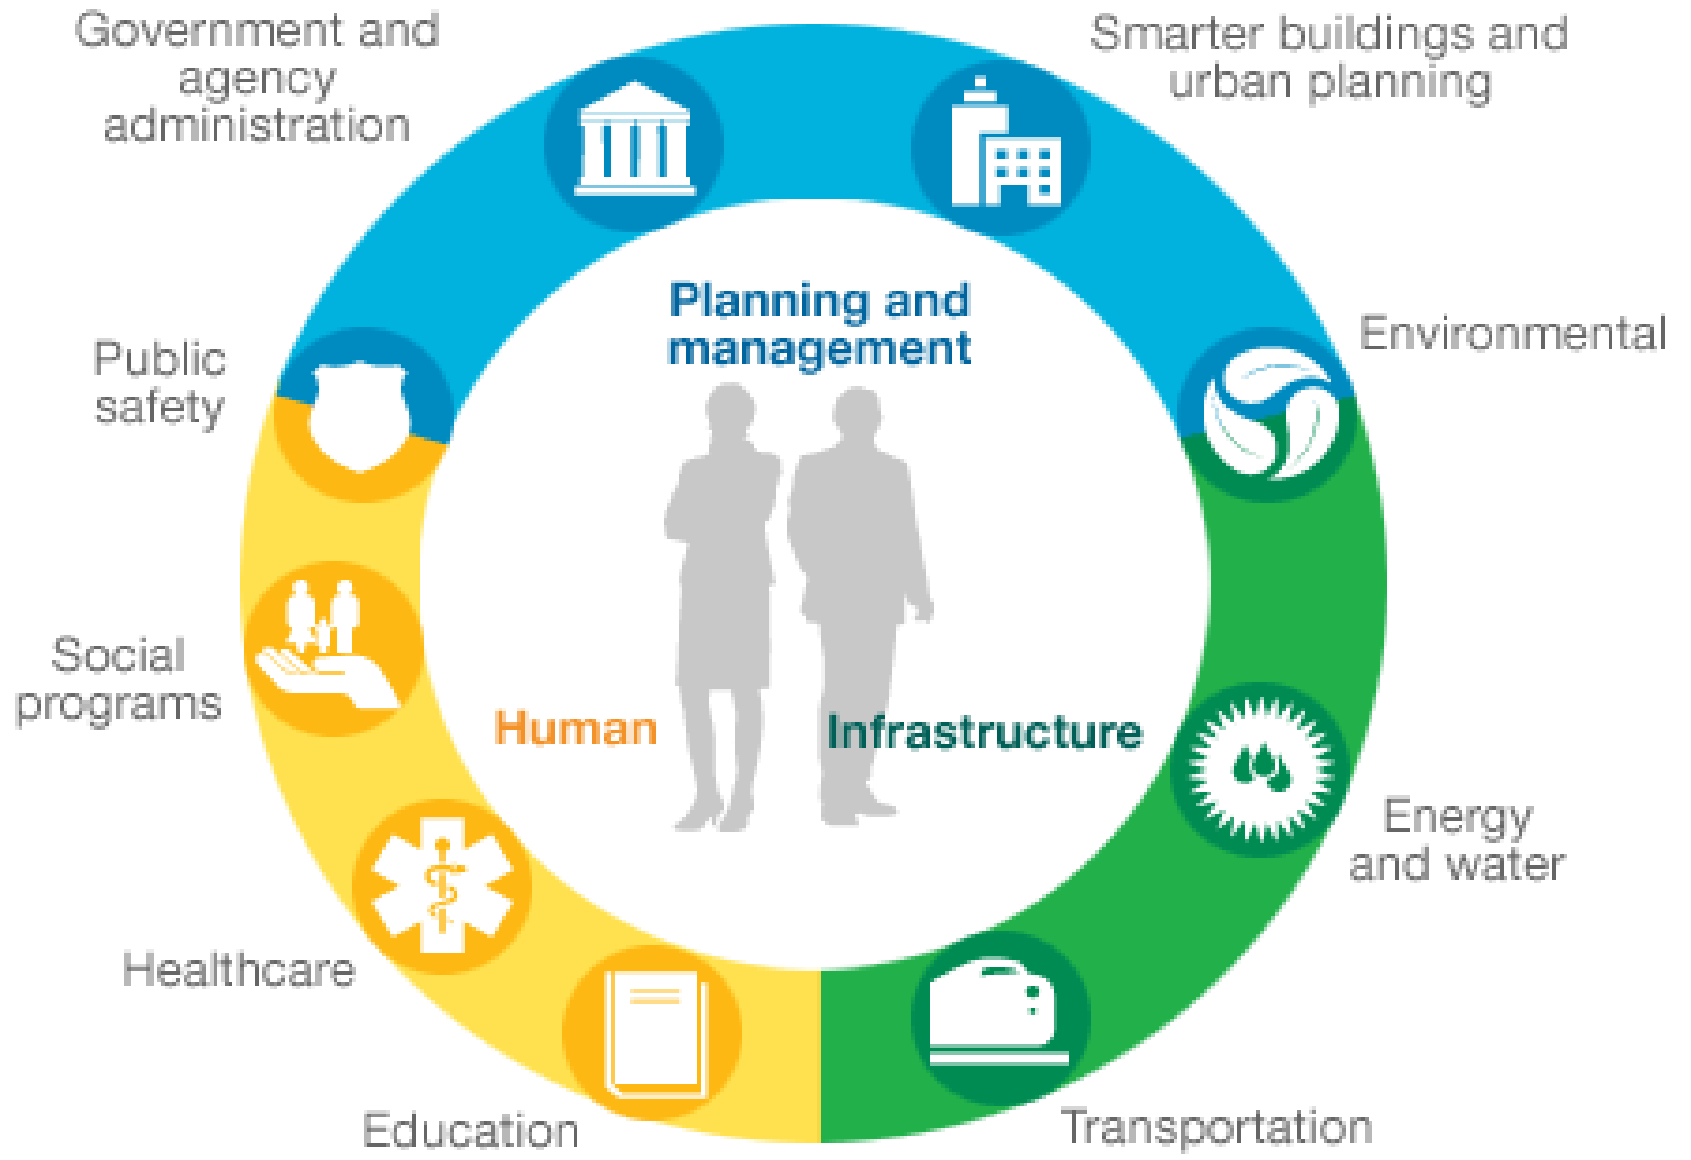 Government and
agency
administration
Smarter buildings and
urban planning
Planning and
management
Environmental
Public
safety
Social
programs
Human
Infrastructure
Energy
and water
Healthcare
Education
Transportation